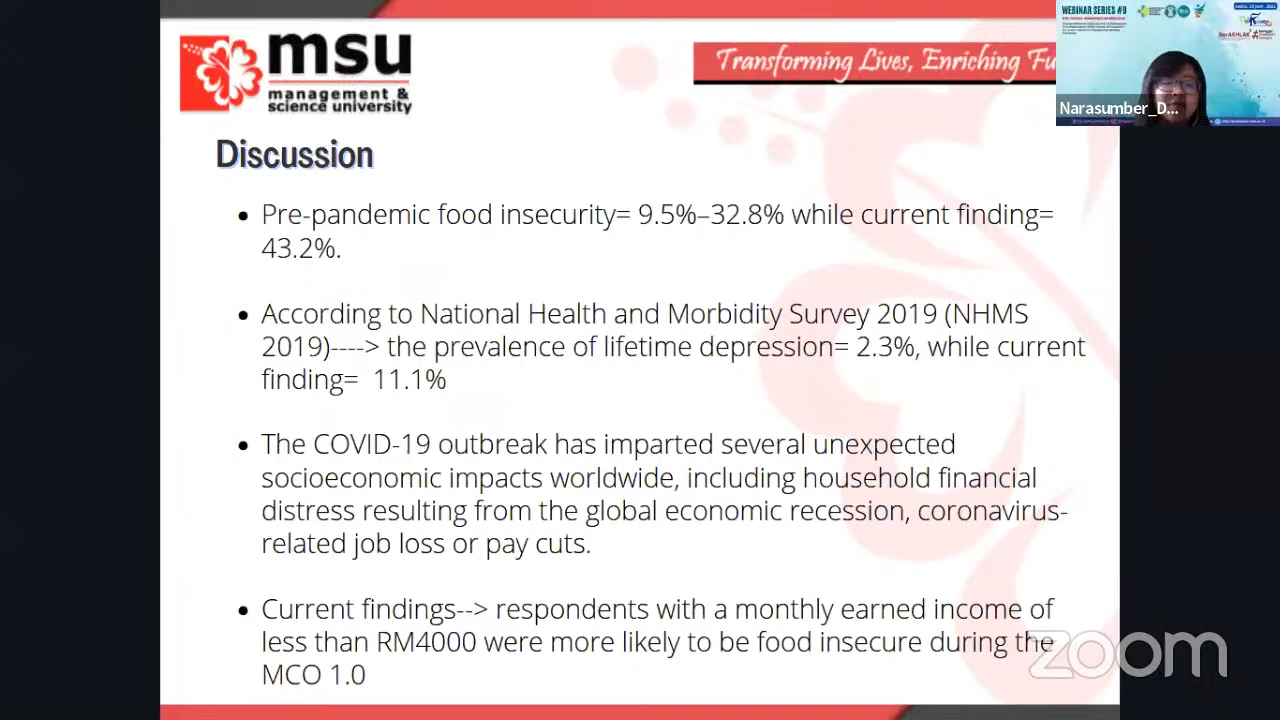 msu
management &
science university
Transforming Lives, Enriching Fu
WEBINAR SERIES #8
Narasumber_D...
Discussion
• Pre-pandemic food insecurity= 9.5%–32.8% while current finding=
43.2%.
• According to National Health and Morbidity Survey 2019 (NHMS
2019)----> the prevalence of lifetime depression= 2.3%, while current
finding= 11.1%
• The COVID-19 outbreak has imparted several unexpected
socioeconomic impacts worldwide, including household financial
distress resulting from the global economic recession, coronavirus-
related job loss or pay cuts.
• Current findings--> respondents with a monthly earned income of
less than RM4000 were more likely to be food insecure during the
MCO 1.0
zoom